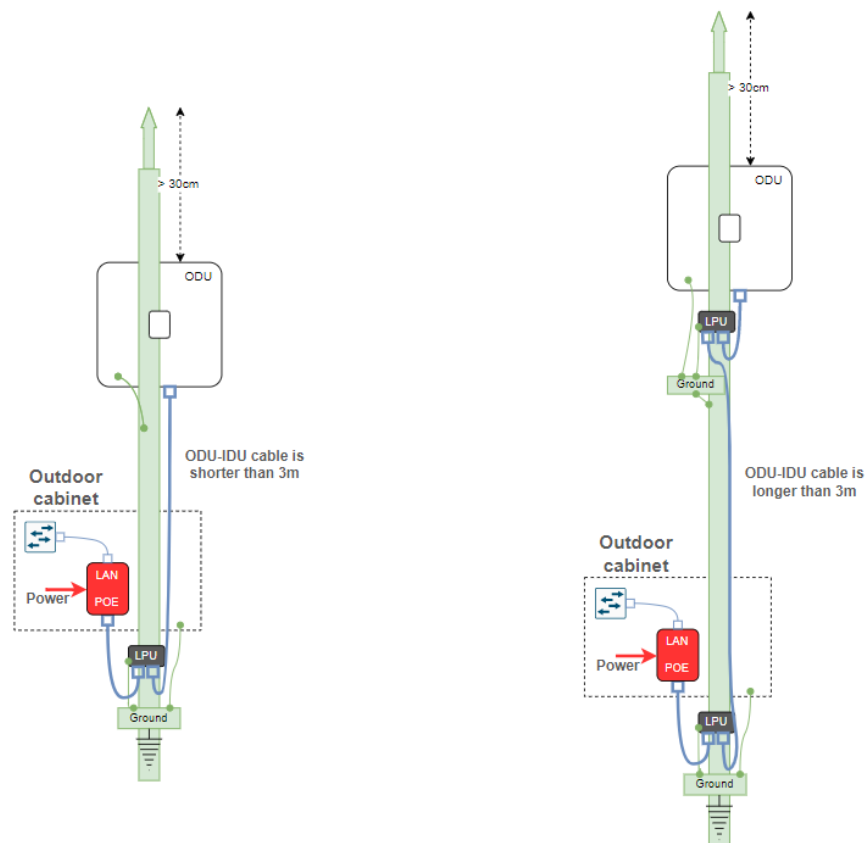 > 30cm
ODU
ODU-IDU cable is
shorter than 3m
Outdoor
cabinet
LAN
Power
POE
LPU
Ground
> 30cm
ODU
LPU
Ground
ODU-IDU cable is
longer than 3m
Outdoor
cabinet
LAN
Power
POE
LPU
Ground